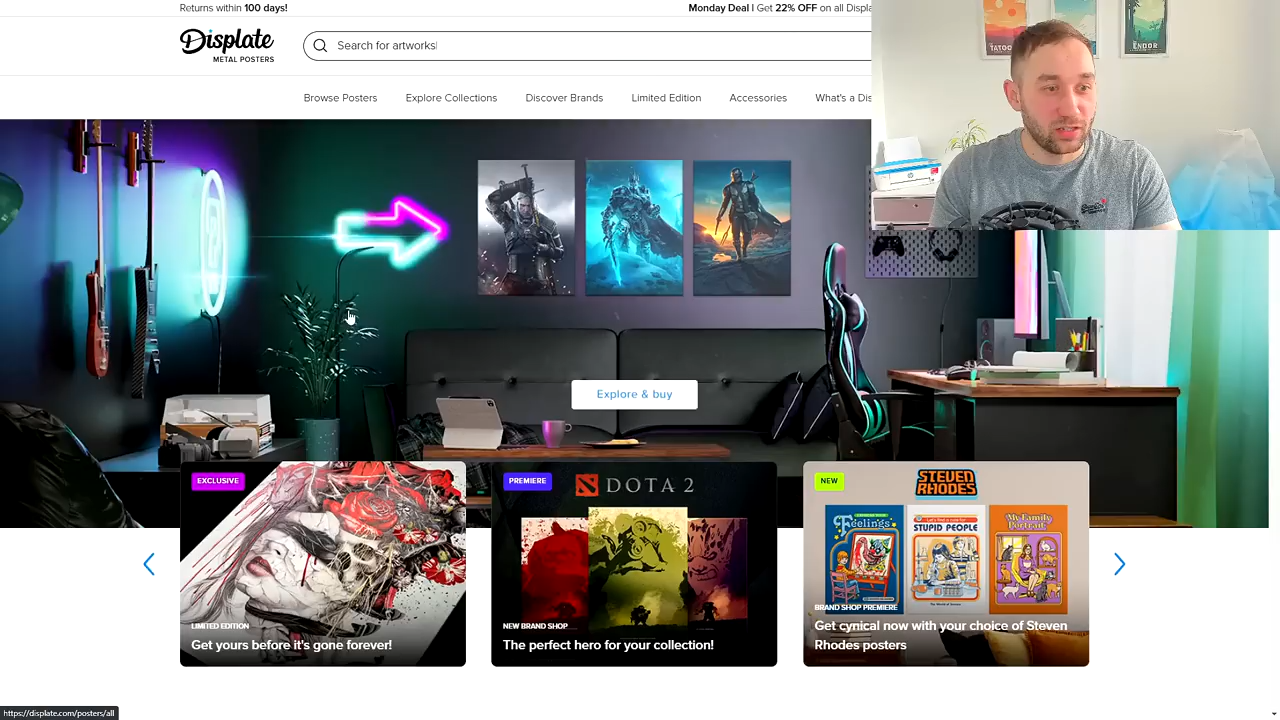 Returns within 100 days!
Monday Deal | Get 22% OFF on all Displa
Displate
METAL POSTERS
Search for artworks
Browse Posters
Explore Collections
Discover Brands
Limited Edition
Accessories
What's a Dis
TATOO
ENDOR
Explore & buy
EXCLUSIVE
LIMITED EDITION
Get yours before it's gone forever!
PREMIERE
DOTA 2
NEW BRAND SHOP
The perfect hero for your collection!
NEW
STEVEN
RHODES
Feelings
STUPID PEOPLE
My Family
Portrait
BRAND SHOP PREMIERE
Get cynical now with your choice of Steven
Rhodes posters
https://displate.com/posters/all